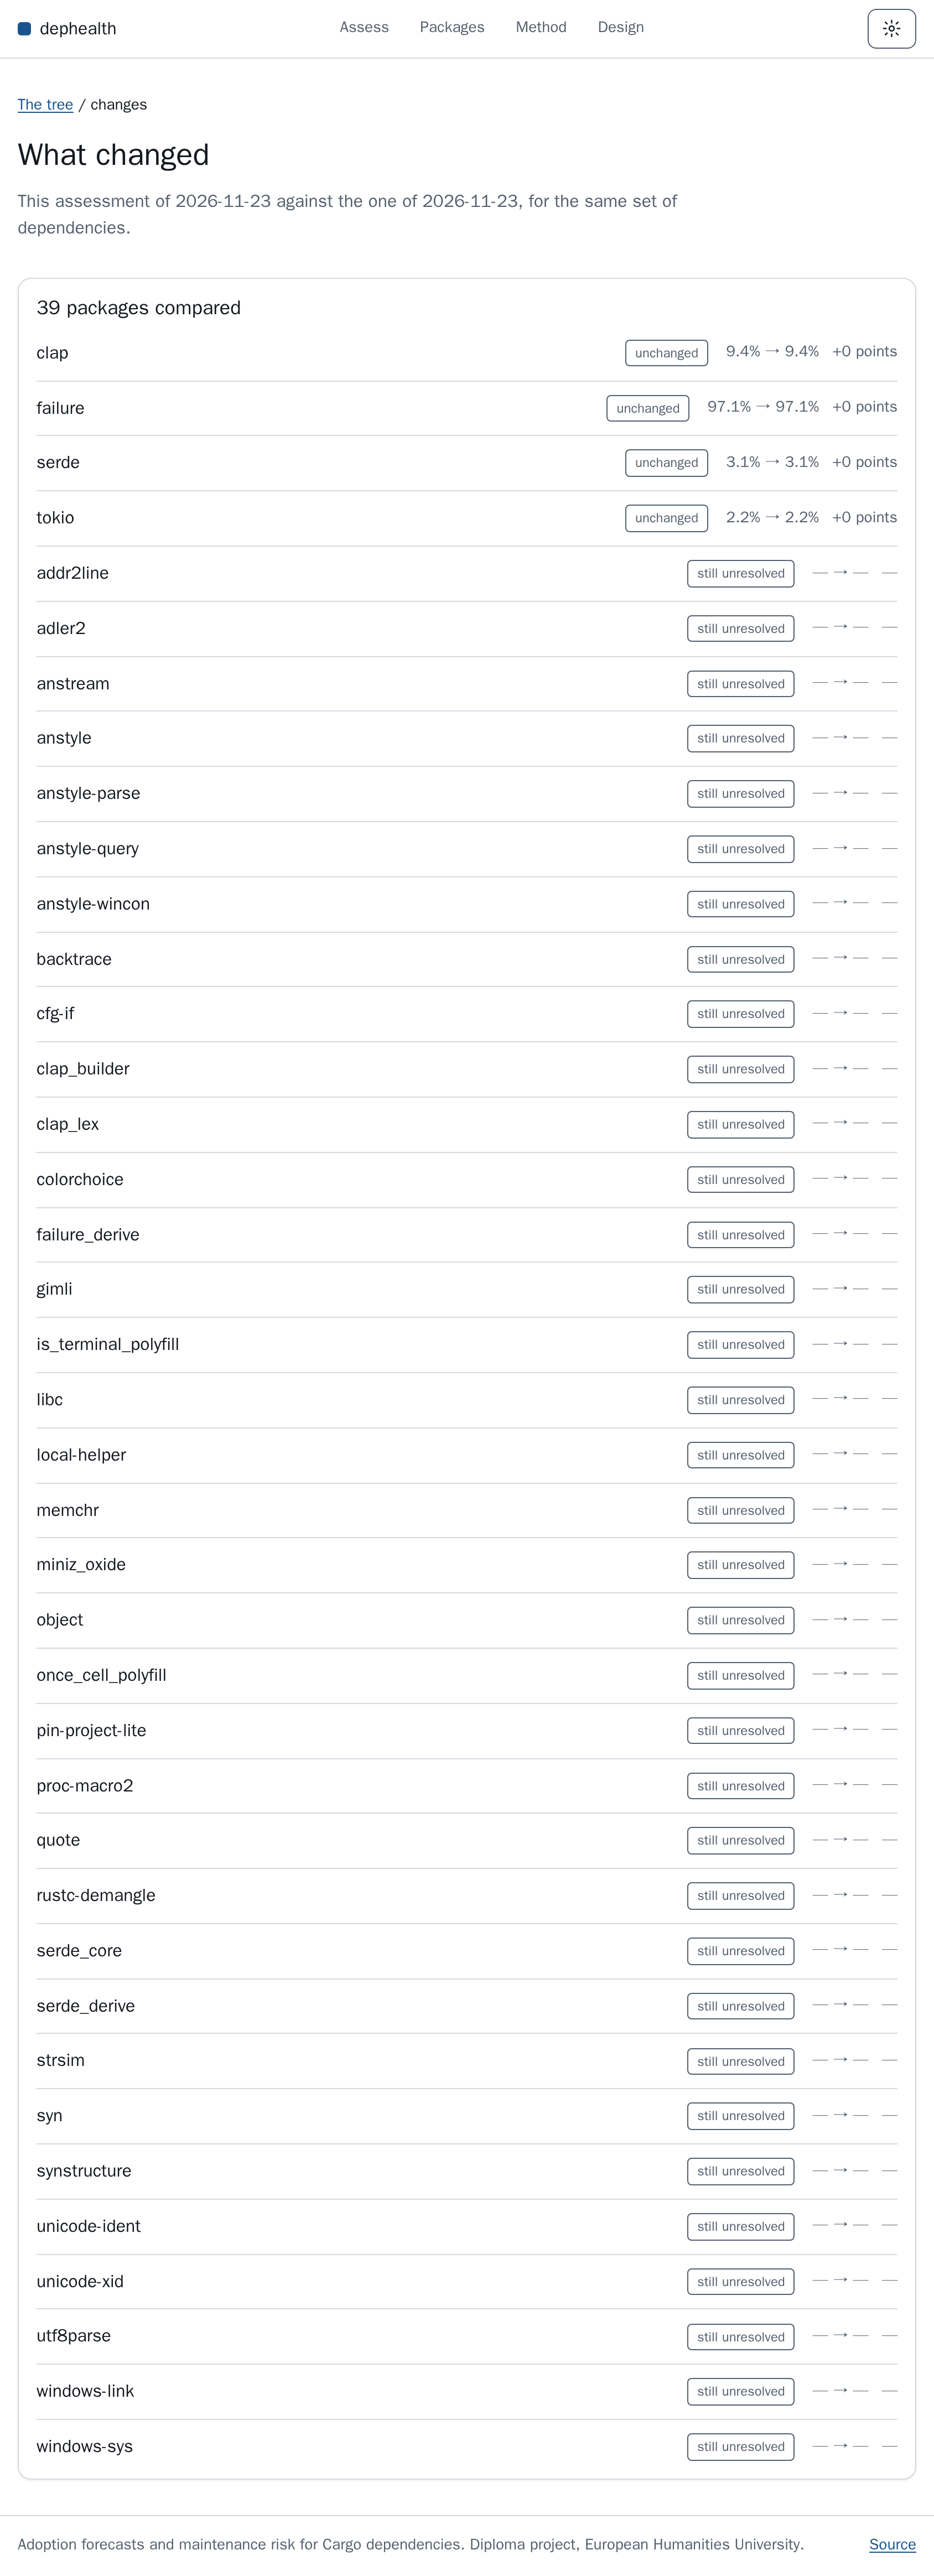 dephealth
Assess Packages Method Design
The tree / changes
What changed
This assessment of 2026-11-23 against the one of 2026-11-23, for the same set of
dependencies.
39 packages compared
clap unchanged 9.4% → 9.4% +0 points
failure unchanged 97.1% → 97.1% +0 points
serde unchanged 3.1% → 3.1% +0 points
tokio unchanged 2.2% → 2.2% +0 points
addr2line still unresolved — → — —
adler2 still unresolved — → — —
anstream still unresolved — → — —
anstyle still unresolved — → — —
anstyle-parse still unresolved — → — —
anstyle-query still unresolved — → — —
anstyle-wincon still unresolved — → — —
backtrace still unresolved — → — —
cfg-if still unresolved — → — —
clap_builder still unresolved — → — —
clap_lex still unresolved — → — —
colorchoice still unresolved — → — —
failure_derive still unresolved — → — —
gimli still unresolved — → — —
is_terminal_polyfill still unresolved — → — —
libc still unresolved — → — —
local-helper still unresolved — → — —
memchr still unresolved — → — —
miniz_oxide still unresolved — → — —
object still unresolved — → — —
once_cell_polyfill still unresolved — → — —
pin-project-lite still unresolved — → — —
proc-macro2 still unresolved — → — —
quote still unresolved — → — —
rustc-demangle still unresolved — → — —
serde_core still unresolved — → — —
serde_derive still unresolved — → — —
strsim still unresolved — → — —
syn still unresolved — → — —
synstructure still unresolved — → — —
unicode-ident still unresolved — → — —
unicode-xid still unresolved — → — —
utf8parse still unresolved — → — —
windows-link still unresolved — → — —
windows-sys still unresolved — → — —
Adoption forecasts and maintenance risk for Cargo dependencies. Diploma project, European Humanities University. Source